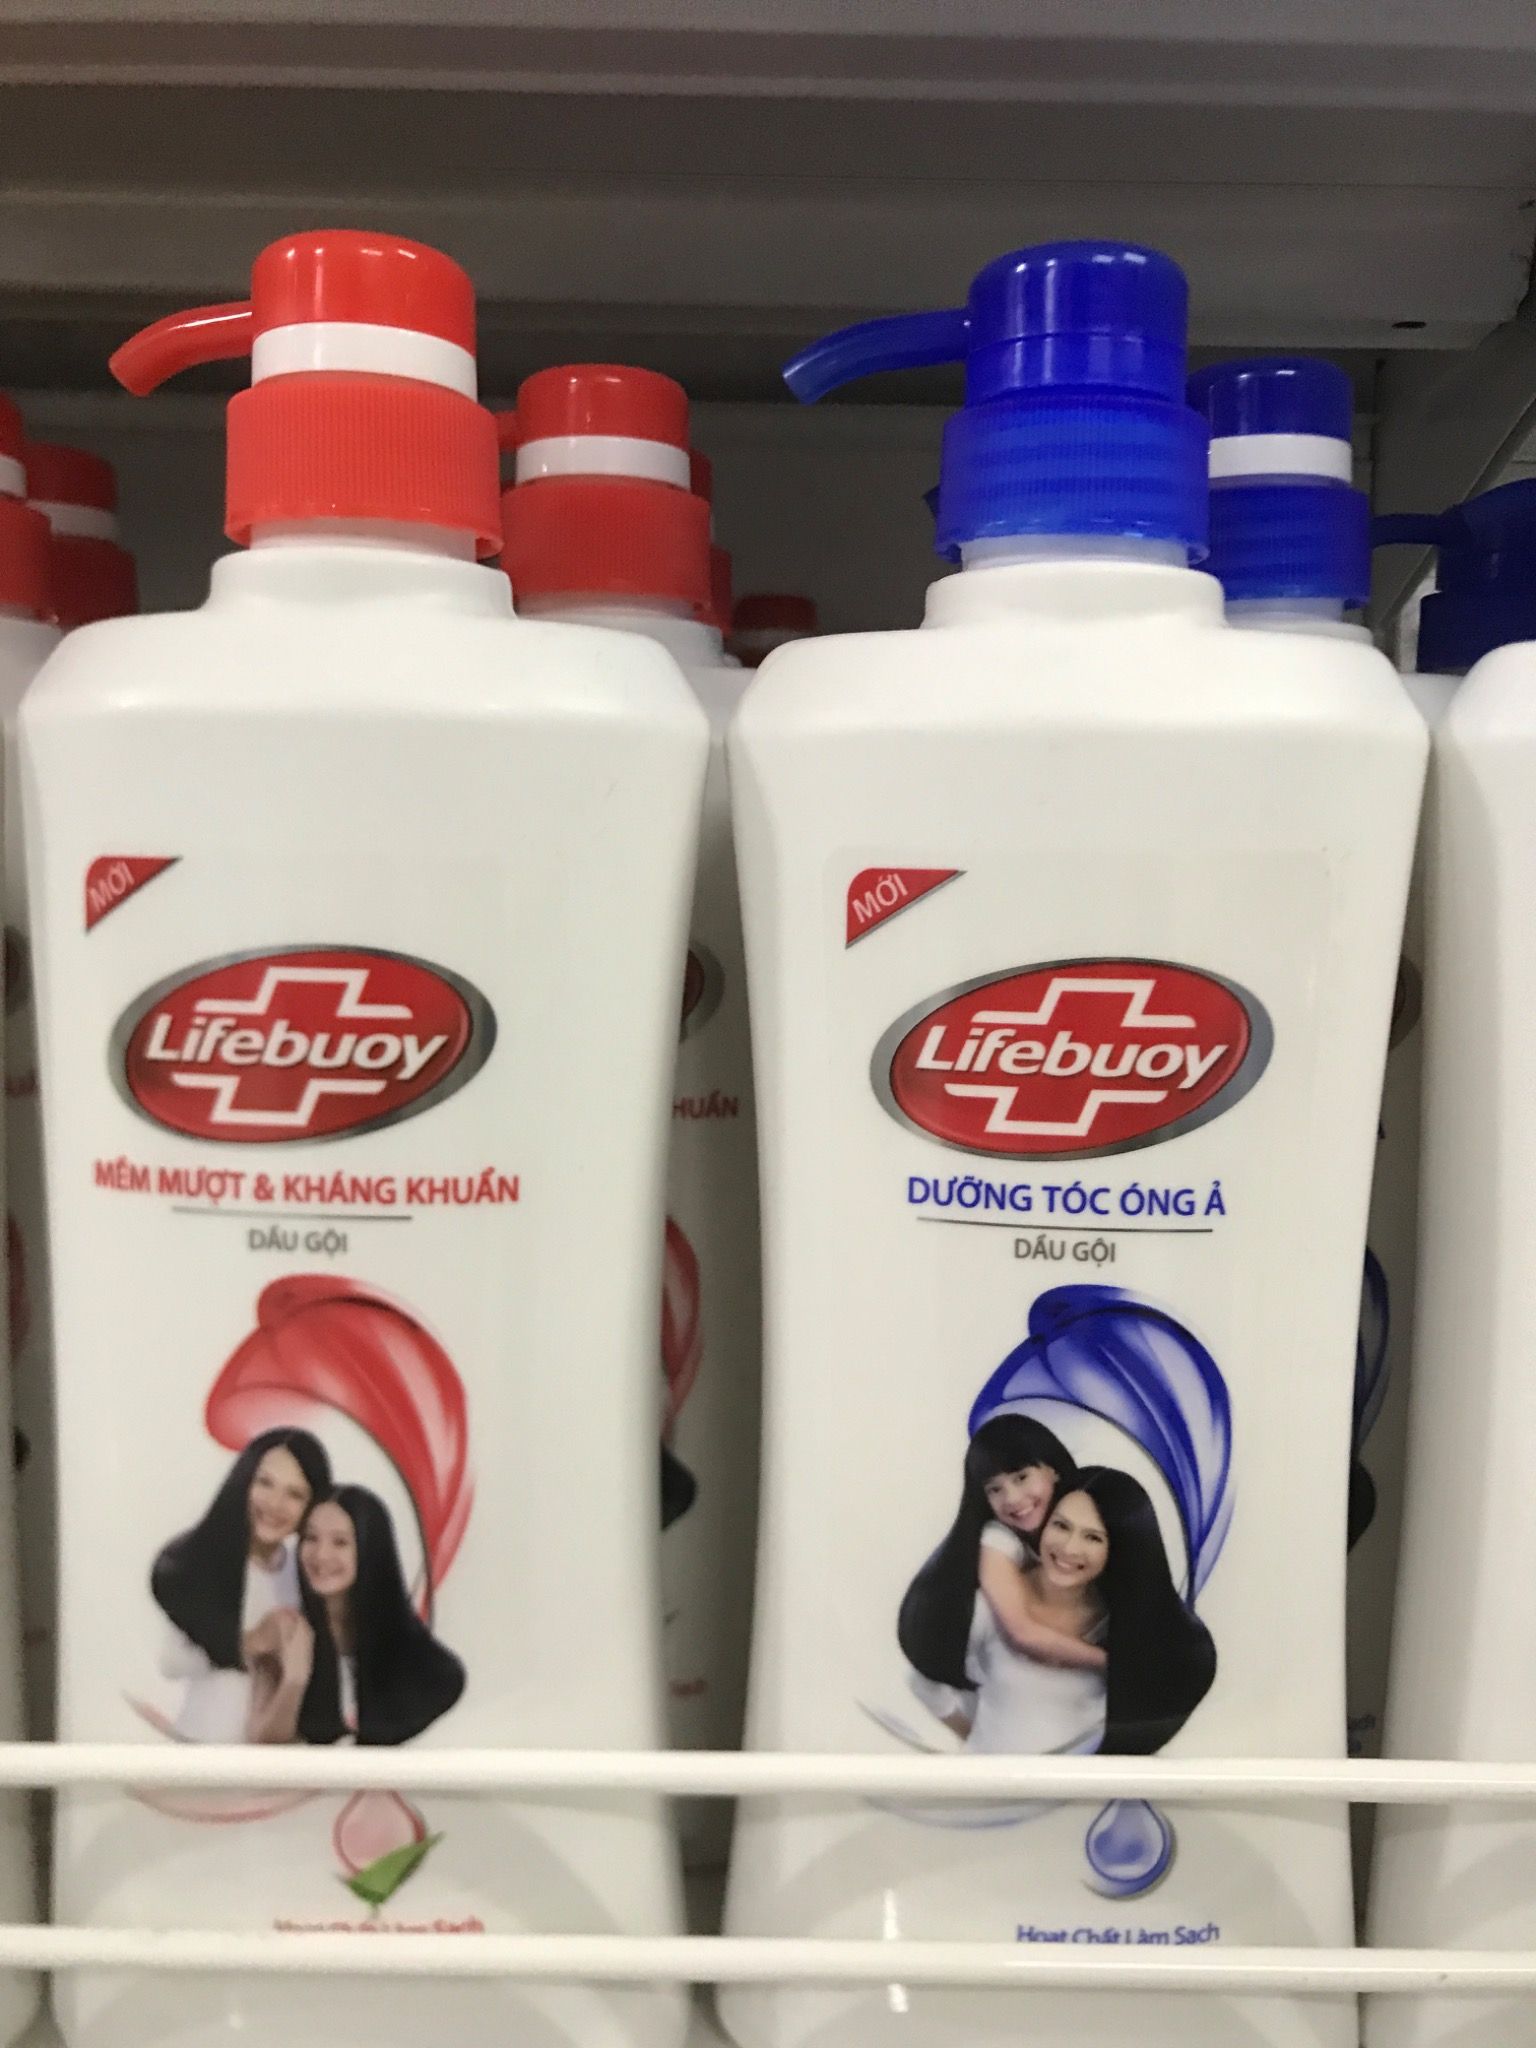 MỚI
Lifebuoy
MỀM MƯỢT & KHÁNG KHUẨN
DẦU GỘI
MỚI
Lifebuoy
DƯỠNG TÓC ÓNG Ả
DẦU GỘI
Hoạt Chất Làm Sạch
HUẨN